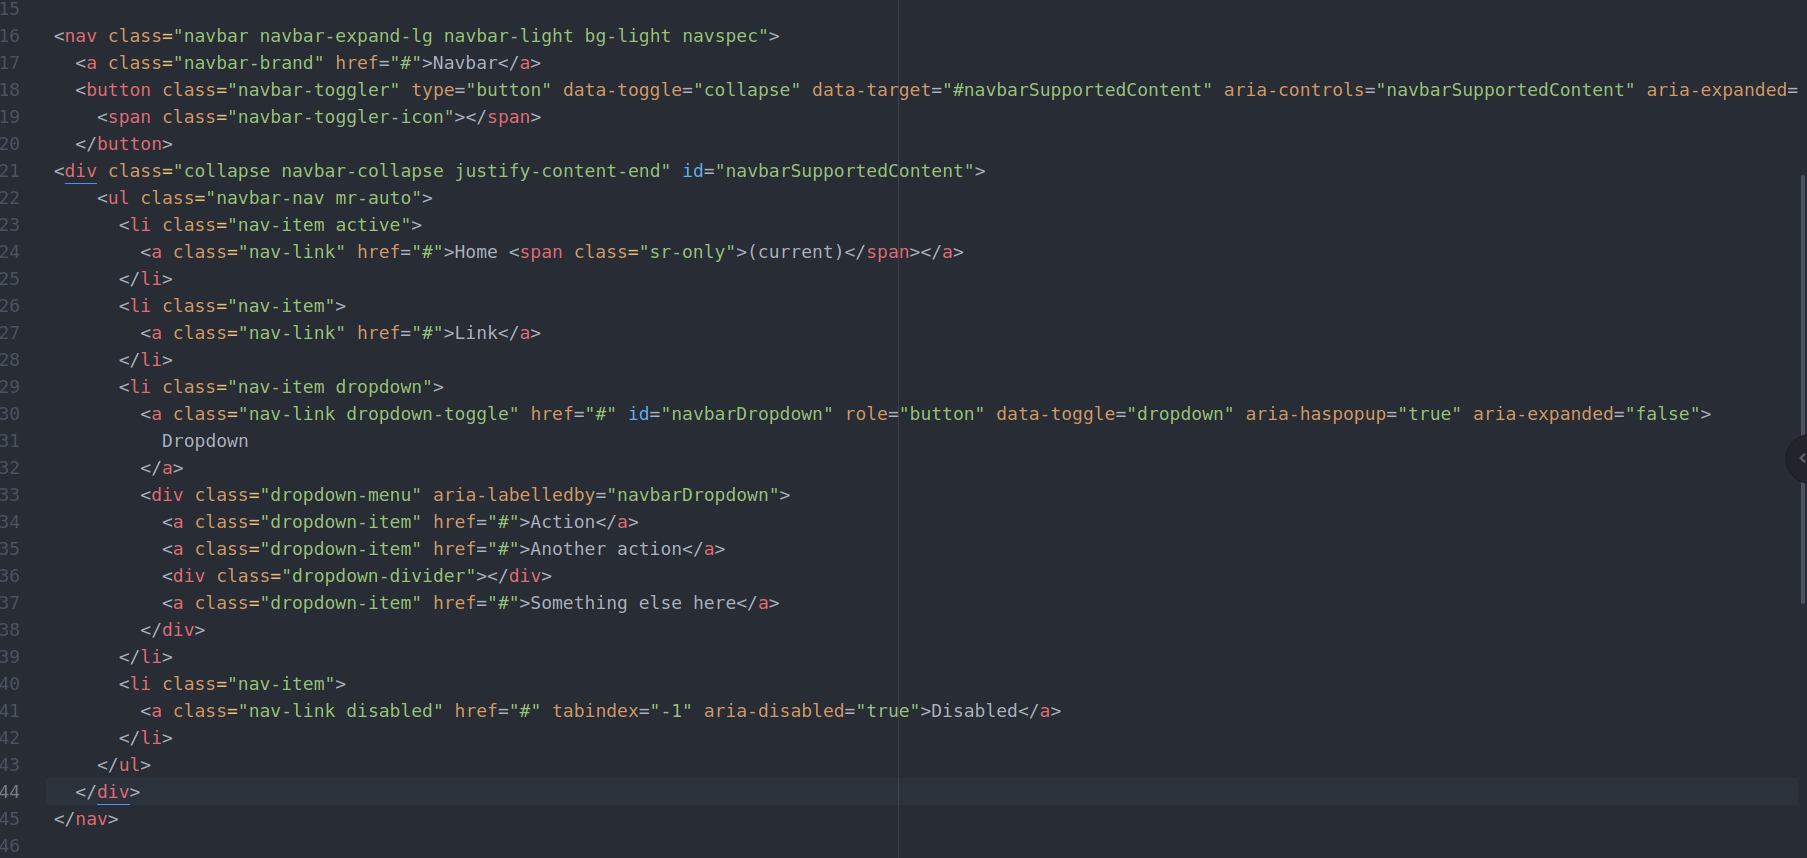 15
16 <nav class="navbar navbar-expand-lg navbar-light bg-light navspec">
17   <a class="navbar-brand" href="#">Navbar</a>
18   <button class="navbar-toggler" type="button" data-toggle="collapse" data-target="#navbarSupportedContent" aria-controls="navbarSupportedContent" aria-expanded=
19     <span class="navbar-toggler-icon"></span>
20   </button>
21 <div class="collapse navbar-collapse justify-content-end" id="navbarSupportedContent">
22     <ul class="navbar-nav mr-auto">
23       <li class="nav-item active">
24         <a class="nav-link" href="#">Home <span class="sr-only">(current)</span></a>
25       </li>
26       <li class="nav-item">
27         <a class="nav-link" href="#">Link</a>
28       </li>
29       <li class="nav-item dropdown">
30         <a class="nav-link dropdown-toggle" href="#" id="navbarDropdown" role="button" data-toggle="dropdown" aria-haspopup="true" aria-expanded="false">
31           Dropdown
32         </a>
33         <div class="dropdown-menu" aria-labelledby="navbarDropdown">
34           <a class="dropdown-item" href="#">Action</a>
35           <a class="dropdown-item" href="#">Another action</a>
36           <div class="dropdown-divider"></div>
37           <a class="dropdown-item" href="#">Something else here</a>
38         </div>
39       </li>
40       <li class="nav-item">
41         <a class="nav-link disabled" href="#" tabindex="-1" aria-disabled="true">Disabled</a>
42       </li>
43     </ul>
44   </div>
45 </nav>
46